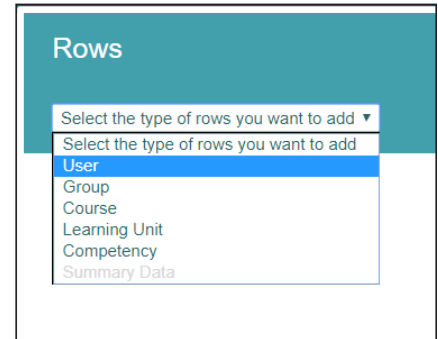 Rows
Select the type of rows you want to add
Select the type of rows you want to add
User
Group
Course
Learning Unit
Competency
Summary Data